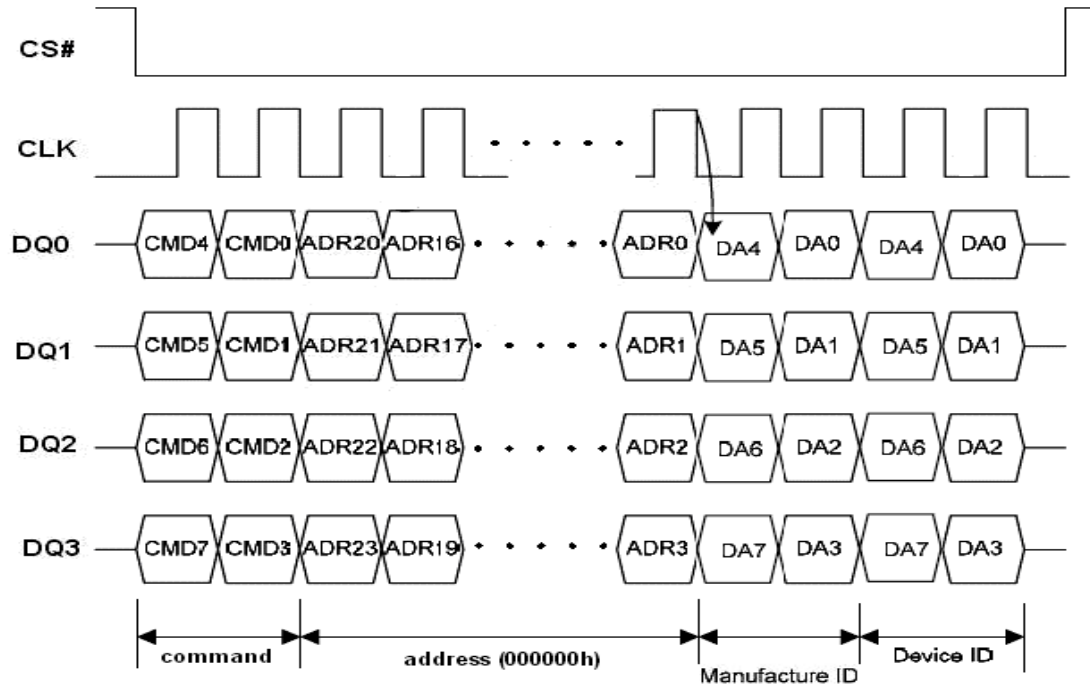 CS#
CLK
DQ0 CMD4 CMD0 ADR20 ADR16 ADR0 DA4 DA0 DA4 DA0
DQ1 CMD5 CMD1 ADR21 ADR17 ADR1 DA5 DA1 DA5 DA1
DQ2 CMD6 CMD2 ADR22 ADR18 ADR2 DA6 DA2 DA6 DA2
DQ3 CMD7 CMD3 ADR23 ADR19 ADR3 DA7 DA3 DA7 DA3
command address (000000h) Manufacture ID Device ID